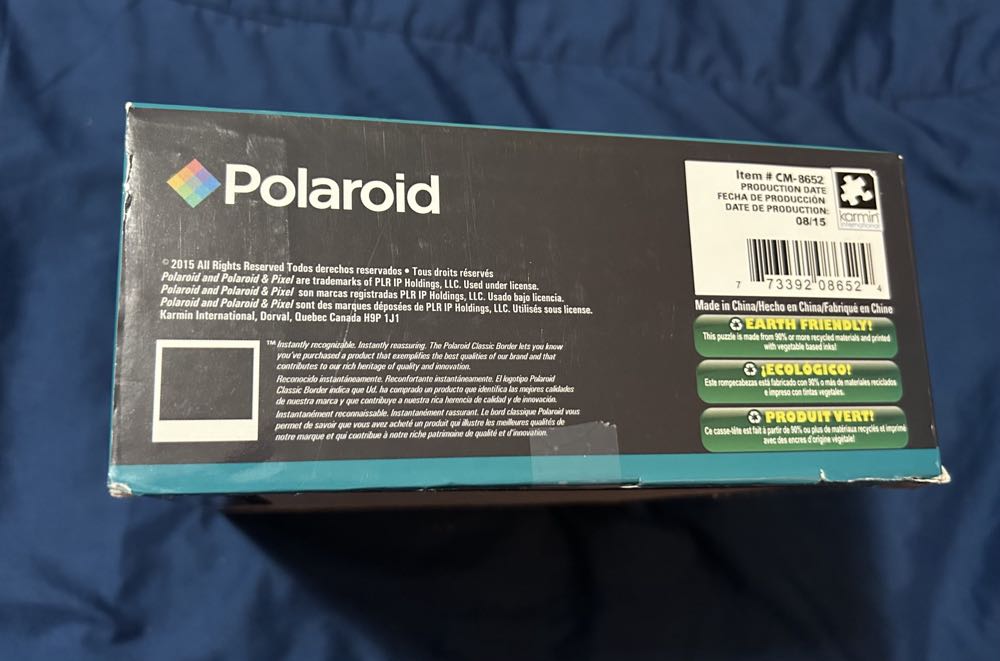 Polaroid
© 2015 All Rights Reserved Todos derechos reservados • Tous droits réservés
Polaroid and Polaroid & Pixel are trademarks of PLR IP Holdings, LLC. Used under license.
Polaroid and Polaroid & Pixel son marcas registradas PLR IP Holdings, LLC. Usado bajo licencia.
Polaroid and Polaroid & Pixel sont des marques déposées de PLR IP Holdings, LLC. Utilisés sous license.
Karmin International, Dorval, Quebec Canada H9P 1J1
™ Instantly recognizable. Instantly reassuring. The Polaroid Classic Border lets you know
you've purchased a product that exemplifies the best qualities of our brand and that
contributes to our rich heritage of quality and innovation.
Reconocido instantáneamente. Reconfortante instantáneamente. El logotipo Polaroid
Classic Border indica que Ud. ha comprado un producto que identifica las mejores calidades
de nuestra marca y que contribuye a nuestra rica herencia de calidad y de innovación.
Instantanément reconnaissable. Instantanément rassurant. Le bord classique Polaroid vous
permet de savoir que vous avez acheté un produit qui illustre les meilleures qualités de
notre marque et qui contribue à notre riche patrimoine de qualité et d'innovation.
Item # CM-8652
PRODUCTION DATE
FECHA DE PRODUCCIÓN
DATE DE PRODUCTION:
08/15
karmin
international
7 73392 08652 4
Made in China/Hecho en China/Fabriqué en Chine
EARTH FRIENDLY!
This puzzle is made from 90% or more recycled materials and printed
with vegetable based inks!
¡ECOLÓGICO!
Este rompecabezas está fabricado con 90% o más de materiales reciclados
e impreso con tintas vegetales.
PRODUIT VERT!
Ce casse-tête est fait à partir de 90% ou plus de matériaux recyclés et imprimé
avec des encres d'origine végétale!